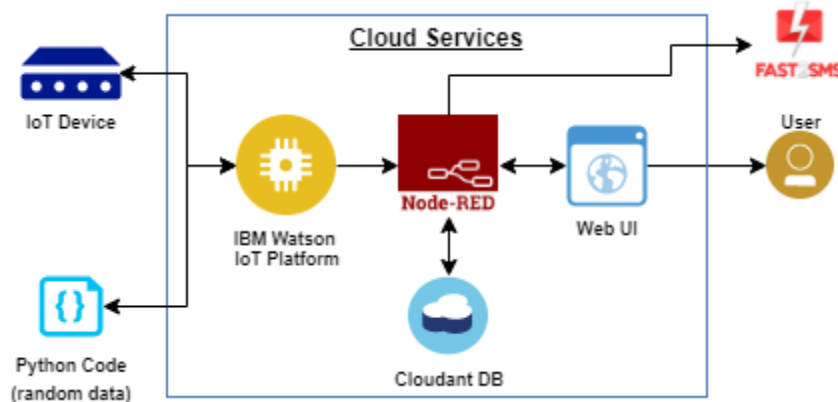 Cloud Services
FAST2SMS
IoT Device
User
Node-RED
IBM Watson
IoT Platform
Web UI
{}
Python Code
(random data)
Cloudant DB